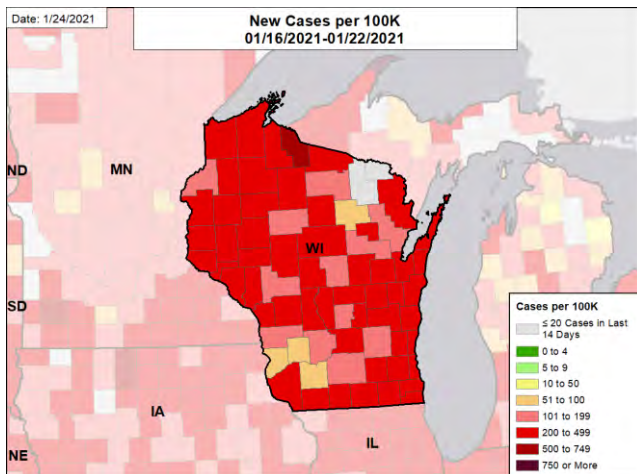 Date: 1/24/2021
New Cases per 100K
01/16/2021-01/22/2021
ND
MN
WI
SD
IA
NE
IL
Cases per 100K
≤ 20 Cases in Last
14 Days
0 to 4
5 to 9
10 to 50
51 to 100
101 to 199
200 to 499
500 to 749
750 or More